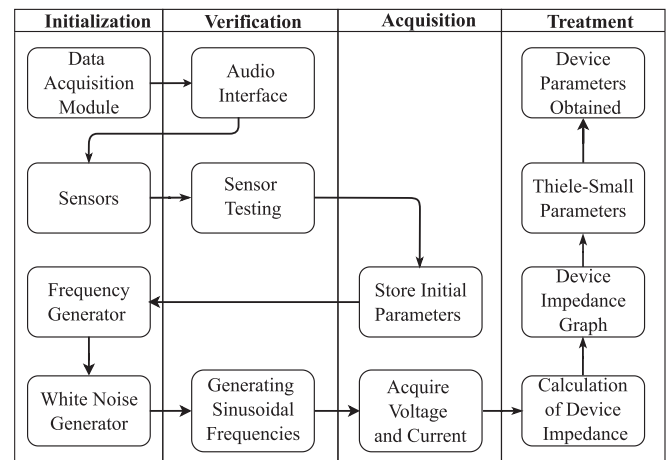 Initialization
Verification
Acquisition
Treatment
Data
Acquisition
Module
Audio
Interface
Device
Parameters
Obtained
Sensors
Sensor
Testing
Thiele-Small
Parameters
Frequency
Generator
Store Initial
Parameters
Device
Impedance
Graph
White Noise
Generator
Generating
Sinusoidal
Frequencies
Acquire
Voltage
and Current
Calculation
of Device
Impedance